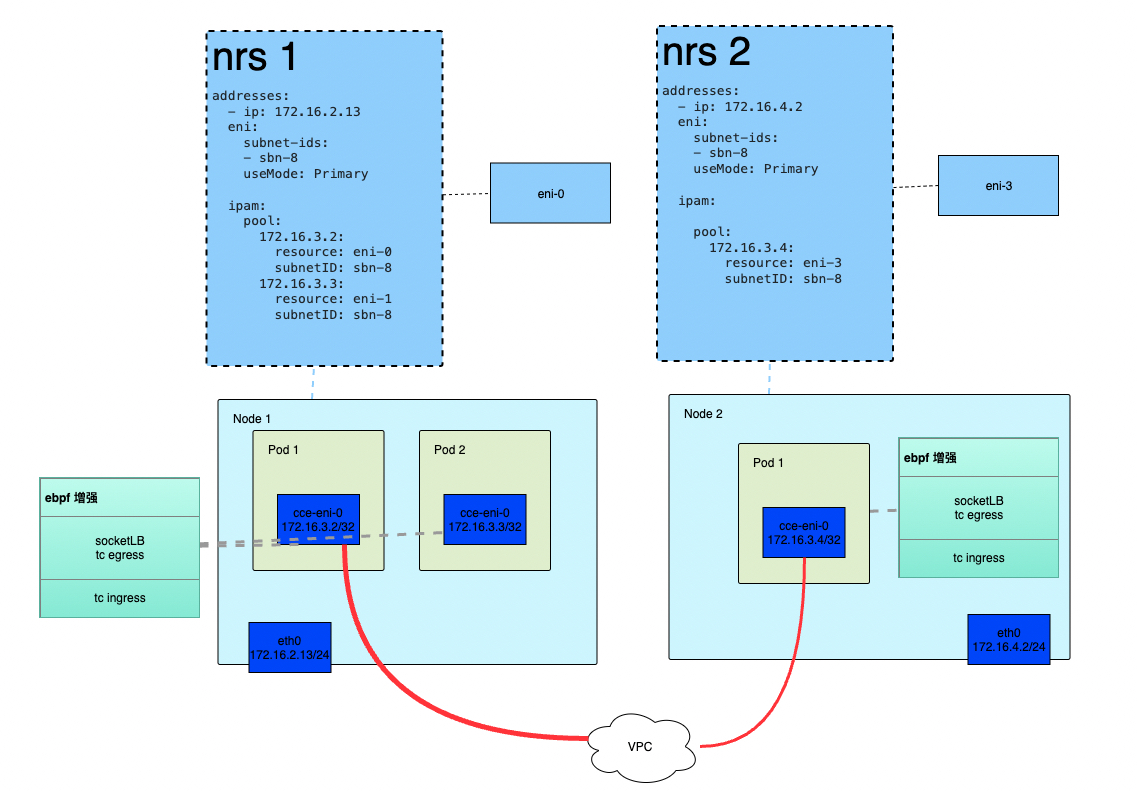 nrs 1
addresses:
- ip: 172.16.2.13
eni:
subnet-ids:
- sbn-8
useMode: Primary
ipam:
pool:
172.16.3.2:
resource: eni-0
subnetID: sbn-8
172.16.3.3:
resource: eni-1
subnetID: sbn-8
eni-0
nrs 2
addresses:
- ip: 172.16.4.2
eni:
subnet-ids:
- sbn-8
useMode: Primary
ipam:
pool:
172.16.3.4:
resource: eni-3
subnetID: sbn-8
eni-3
ebpf 增强
socketLB
tc egress
tc ingress
Node 1
Pod 1
cce-eni-0
172.16.3.2/32
Pod 2
cce-eni-0
172.16.3.3/32
eth0
172.16.2.13/24
Node 2
Pod 1
cce-eni-0
172.16.3.4/32
ebpf 增强
socketLB
tc egress
tc ingress
eth0
172.16.4.2/24
VPC